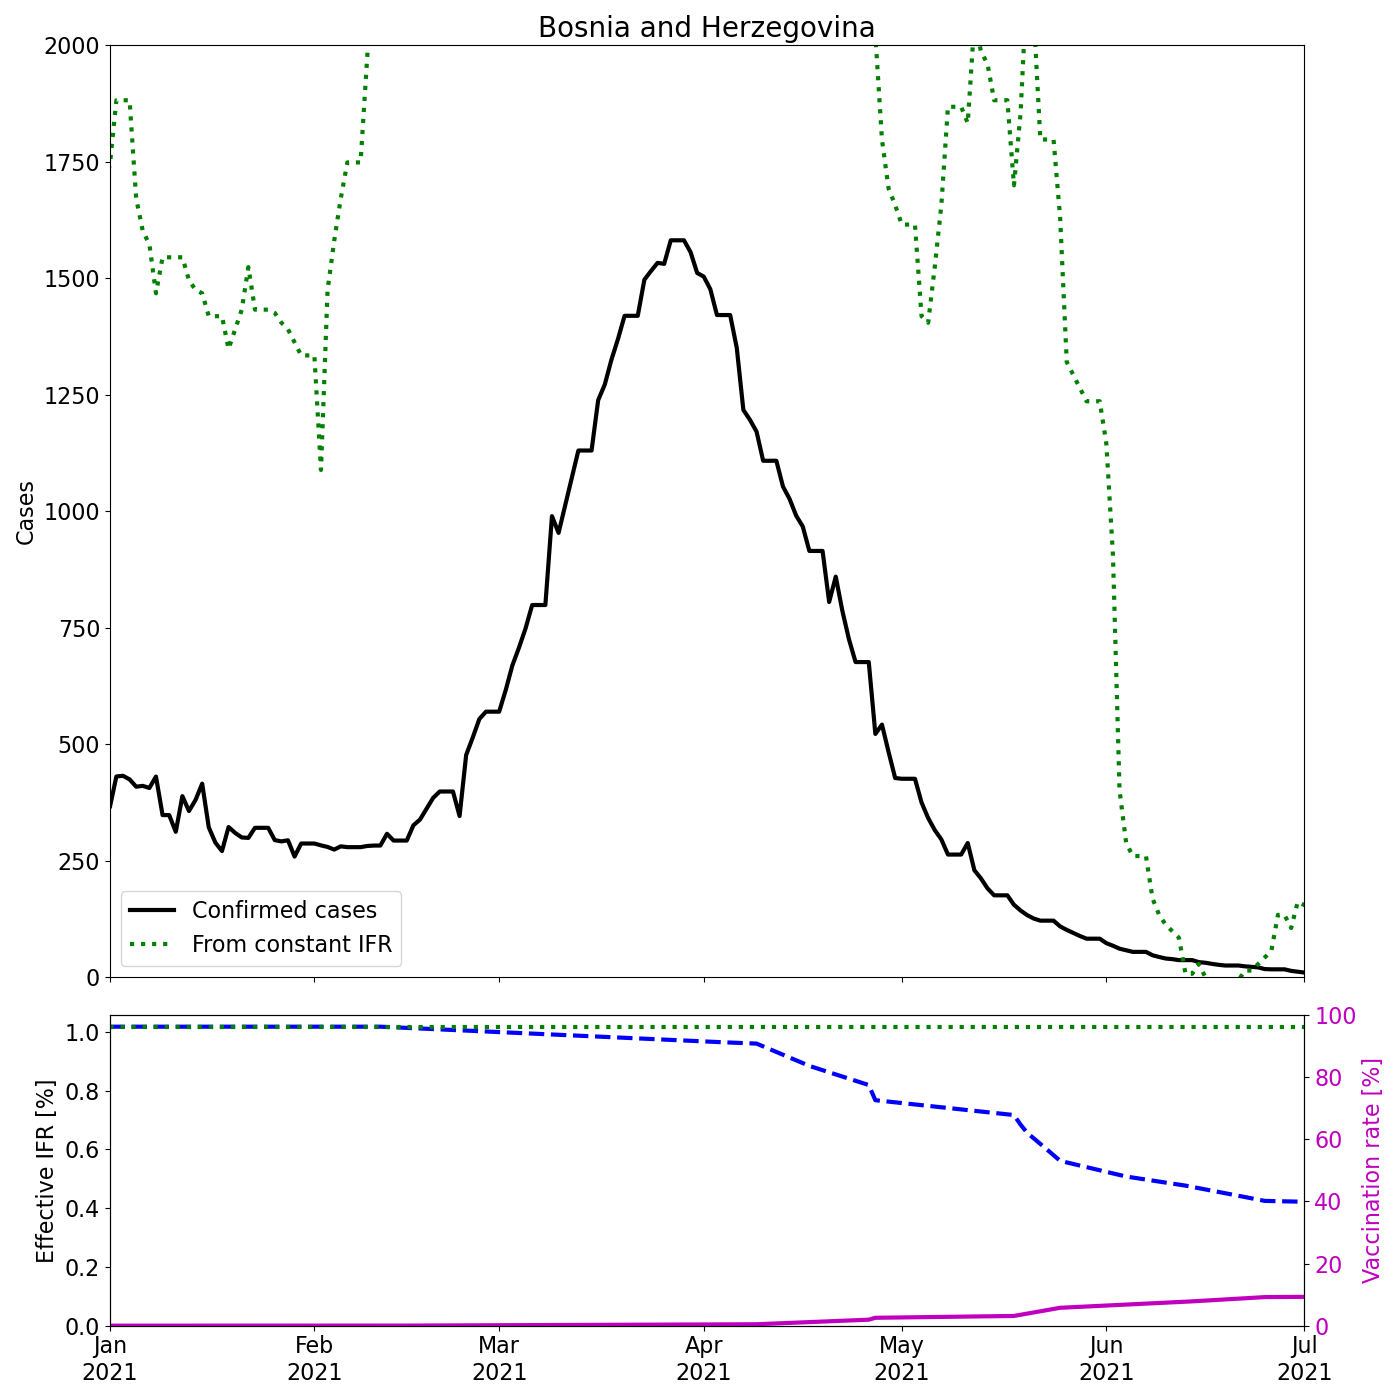 Bosnia and Herzegovina
2000
1750
1500
1250
1000
750
500
250
0
Cases
Confirmed cases
From constant IFR
1.0
0.8
0.6
0.4
0.2
0.0
Effective IFR [%]
100
80
60
40
20
0
Vaccination rate [%]
Jan Feb Mar Apr May Jun Jul
2021 2021 2021 2021 2021 2021 2021